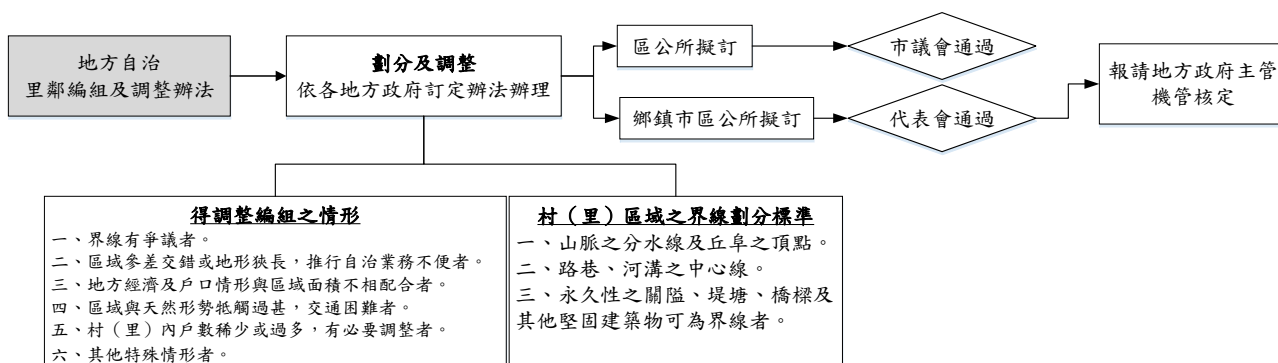 地方自治
里鄰編組及調整辦法
劃分及調整
依各地方政府訂定辦法辦理
區公所擬訂
市議會通過
鄉鎮市區公所擬訂
代表會通過
報請地方政府主管
機管核定
得調整編組之情形
一、界線有爭議者。
二、區域參差交錯或地形狹長，推行自治業務不便者。
三、地方經濟及戶口情形與區域面積不相配合者。
四、區域與天然形勢牴觸過甚，交通困難者。
五、村（里）內戶數稀少或過多，有必要調整者。
六、其他特殊情形者。
村（里）區域之界線劃分標準
一、山脈之分水線及丘阜之頂點。
二、路巷、河溝之中心線。
三、永久性之關隘、堤塘、橋樑及
其他堅固建築物可為界線者。